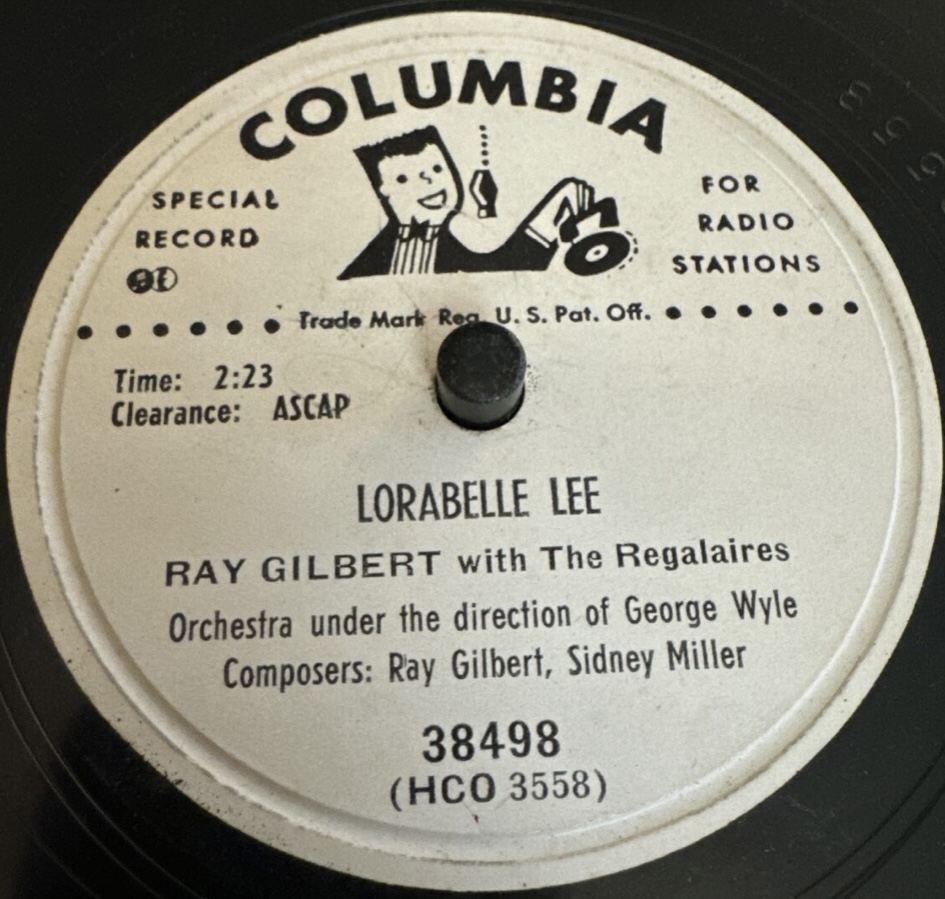 COLUMBIA
SPECIAL
RECORD
FOR
RADIO
STATIONS
Trade Mark Reg. U. S. Pat. Off.
Time: 2:23
Clearance: ASCAP
LORABELLE LEE
RAY GILBERT with The Regalaires
Orchestra under the direction of George Wyle
Composers: Ray Gilbert, Sidney Miller
38498
(HCO 3558)